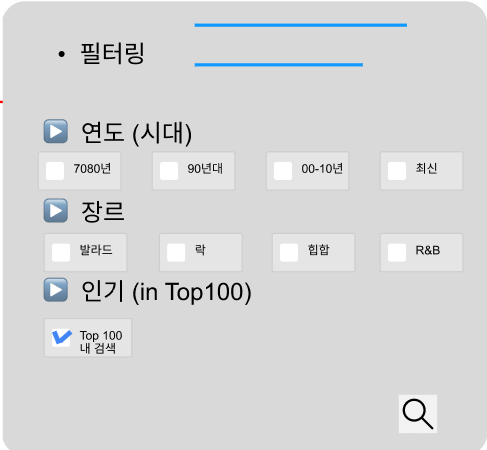 • 필터링
연도 (시대)
7080년 90년대 00-10년 최신
장르
발라드 락 힙합 R&B
인기 (in Top100)
Top 100
내 검색